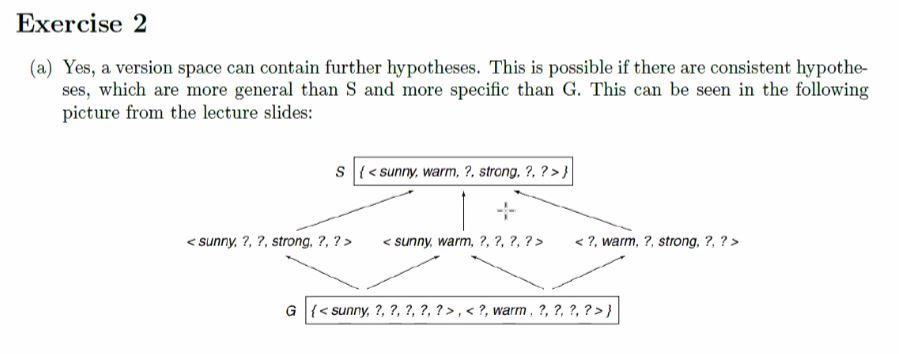 Exercise 2
(a) Yes, a version space can contain further hypotheses. This is possible if there are consistent hypothe-
ses, which are more general than S and more specific than G. This can be seen in the following
picture from the lecture slides:
S { < sunny, warm, ?, strong, ?, ? > }
< sunny, ?, ?, strong, ?, ? > < sunny, warm, ?, ?, ?, ? > < ?, warm, ?, strong, ?, ? >
G { < sunny, ?, ?, ?, ?, ? > , < ?, warm , ?, ?, ?, ? > }